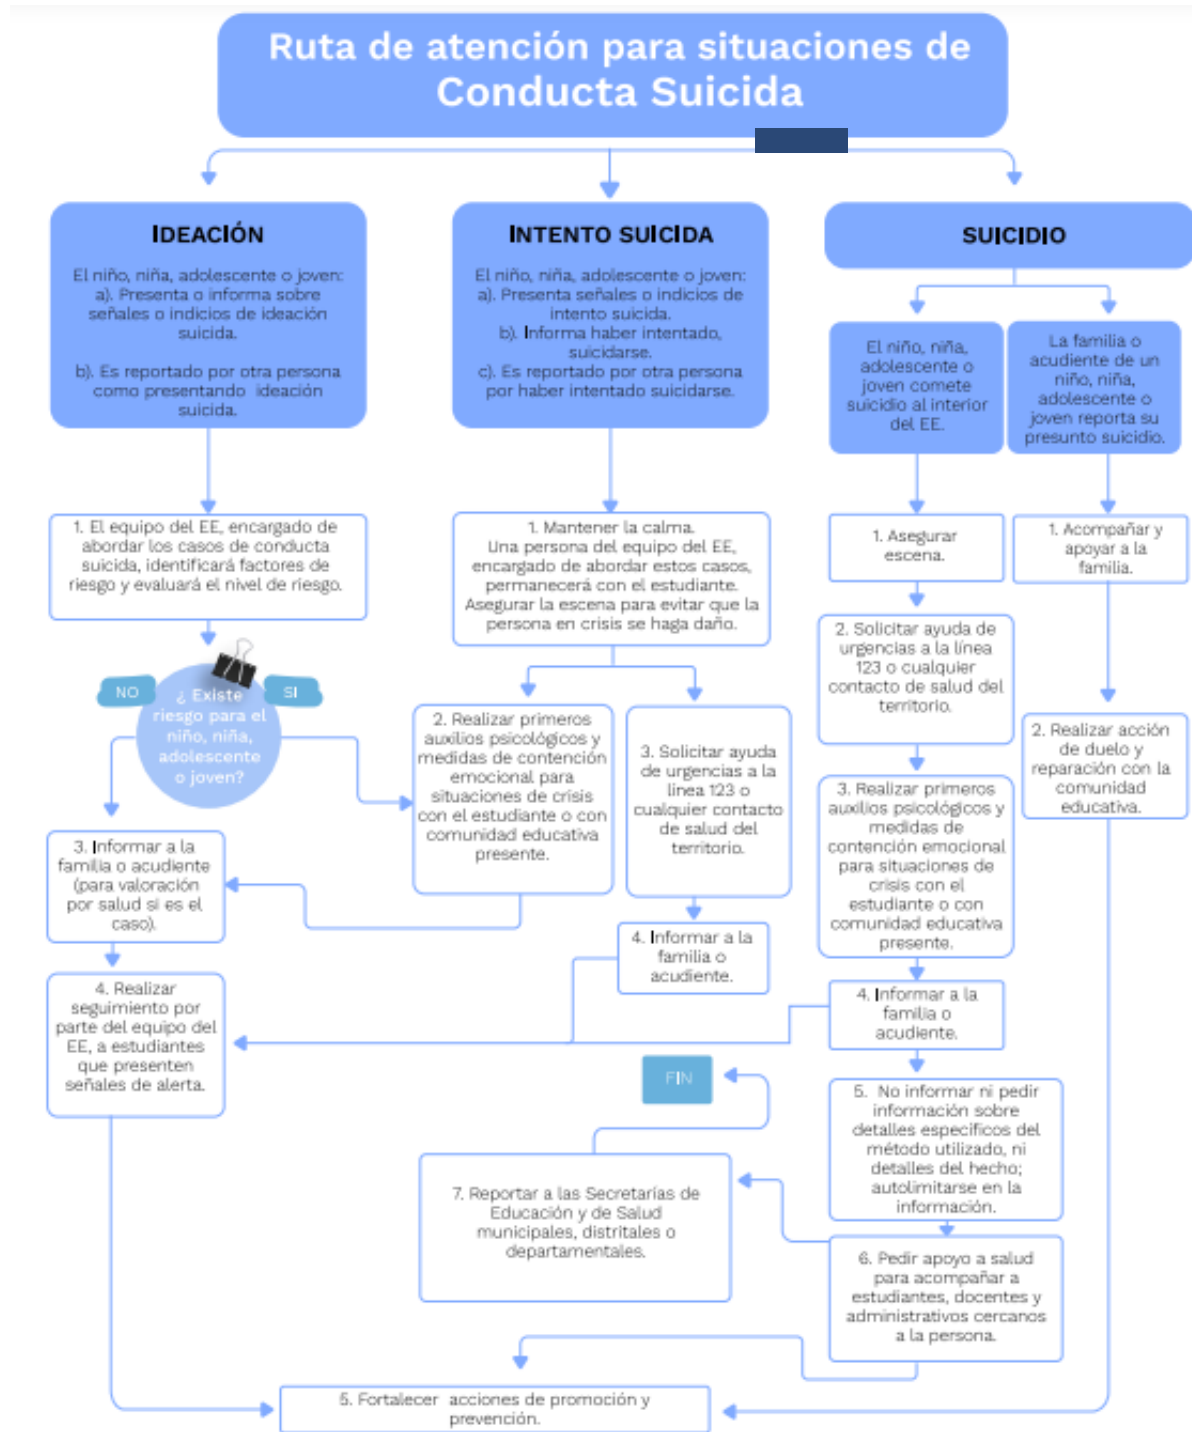 Ruta de atención para situaciones de
Conducta Suicida
IDEACIÓN
El niño, niña, adolescente o joven:
a). Presenta o informa sobre
señales o indicios de ideación
suicida.
b). Es reportado por otra persona
como presentando ideación
suicida.
INTENTO SUICIDA
El niño, niña, adolescente o joven:
a). Presenta señales o indicios de
intento suicida.
b). Informa haber intentado,
suicidarse.
c). Es reportado por otra persona
por haber intentado suicidarse.
SUICIDIO
El niño, niña,
adolescente o
joven comete
suicidio al interior
del EE.
La familia o
acudiente de un
niño, niña,
adolescente o
joven reporta su
presunto suicidio.
1. El equipo del EE, encargado de
abordar los casos de conducta
suicida, identificará factores de
riesgo y evaluará el nivel de riesgo.
NO
SI
¿ Existe
riesgo para el
niño, niña,
adolescente
o joven?
3. Informar a la
familia o acudiente
(para valoración
por salud si es el
caso).
4. Realizar
seguimiento por
parte del equipo del
EE, a estudiantes
que presenten
señales de alerta.
1. Mantener la calma.
Una persona del equipo del EE,
encargado de abordar estos casos,
permanecerá con el estudiante.
Asegurar la escena para evitar que la
persona en crisis se haga daño.
2. Realizar primeros
auxilios psicológicos y
medidas de contención
emocional para
situaciones de crisis
con el estudiante o con
comunidad educativa
presente.
3. Solicitar ayuda
de urgencias a la
línea 123 o
cualquier contacto
de salud del
territorio.
4. Informar a la
familia o
acudiente.
1. Asegurar
escena.
2. Solicitar ayuda de
urgencias a la línea
123 o cualquier
contacto de salud del
territorio.
3. Realizar primeros
auxilios psicológicos y
medidas de
contención emocional
para situaciones de
crisis con el
estudiante o con
comunidad educativa
presente.
4. Informar a la
familia o
acudiente.
5. No informar ni pedir
información sobre
detalles específicos del
método utilizado, ni
detalles del hecho;
autolimitarse en la
información.
6. Pedir apoyo a salud
para acompañar a
estudiantes, docentes y
administrativos cercanos
a la persona.
1. Acompañar y
apoyar a la
familia.
2. Realizar acción
de duelo y
reparación con la
comunidad
educativa.
FIN
7. Reportar a las Secretarías de
Educación y de Salud
municipales, distritales o
departamentales.
5. Fortalecer acciones de promoción y
prevención.